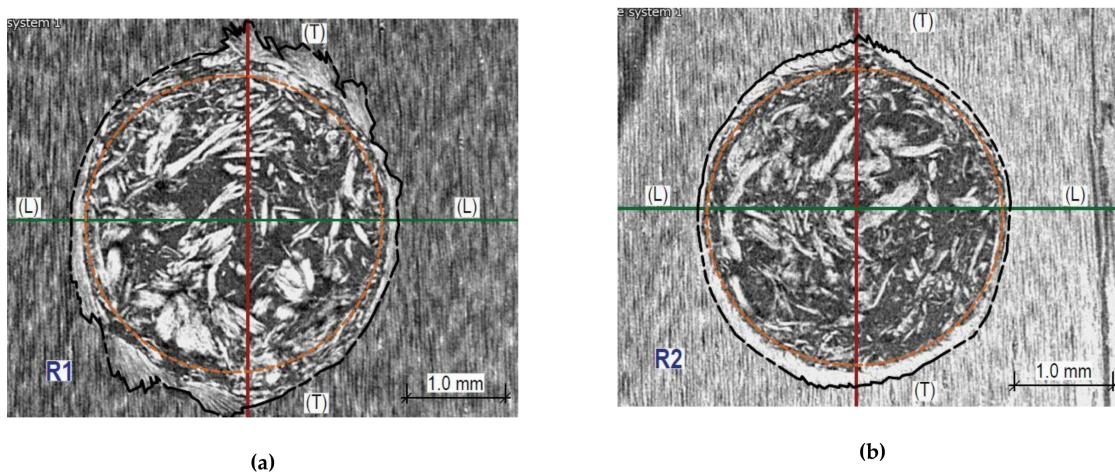 system 1
(T)
(L)
(L)
R1
1.0 mm
(T)
(a)
e system 1
(T)
(L)
(L)
R2
1.0 mm
(T)
(b)